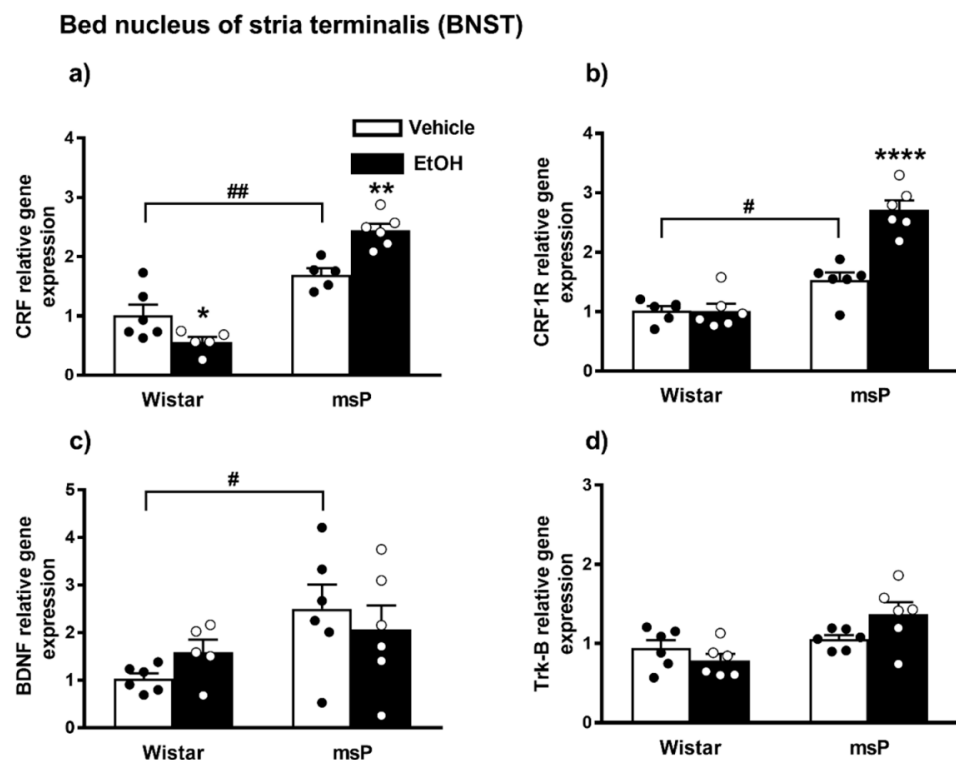 Bed nucleus of stria terminalis (BNST)
a)
Vehicle
EtOH
CRF relative gene
expression
4
3
2
1
0
##
*
**
Wistar
msP
b)
CRF1R relative gene
expression
4
3
2
1
0
#
****
Wistar
msP
c)
BDNF relative gene
expression
5
4
3
2
1
0
#
Wistar
msP
d)
Trk-B relative gene
expression
3
2
1
0
Wistar
msP